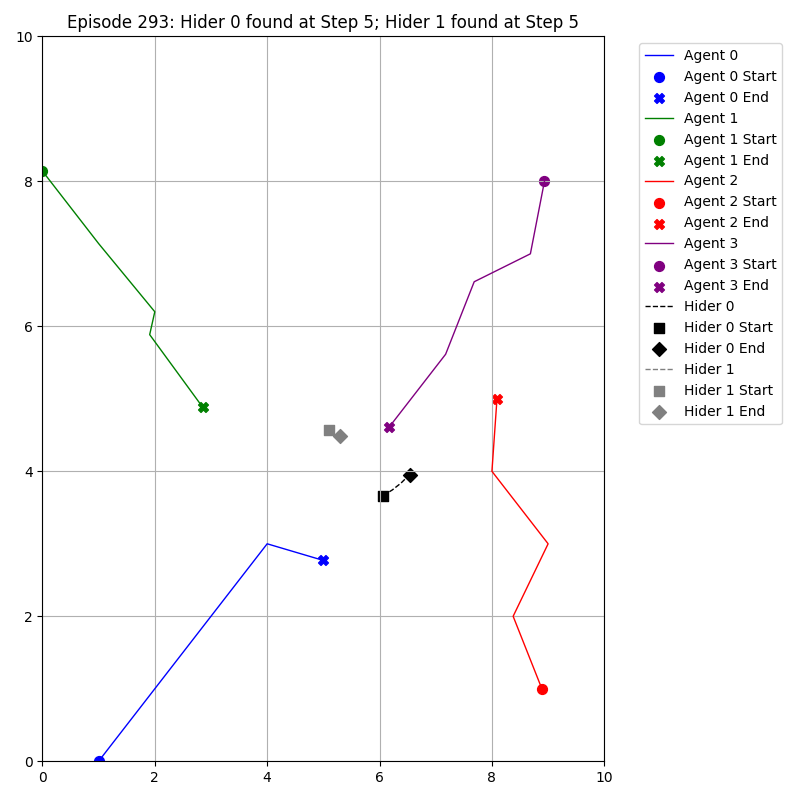 Episode 293: Hider 0 found at Step 5; Hider 1 found at Step 5
10
8
6
4
2
0
0 2 4 6 8 10
Agent 0
Agent 0 Start
Agent 0 End
Agent 1
Agent 1 Start
Agent 1 End
Agent 2
Agent 2 Start
Agent 2 End
Agent 3
Agent 3 Start
Agent 3 End
Hider 0
Hider 0 Start
Hider 0 End
Hider 1
Hider 1 Start
Hider 1 End